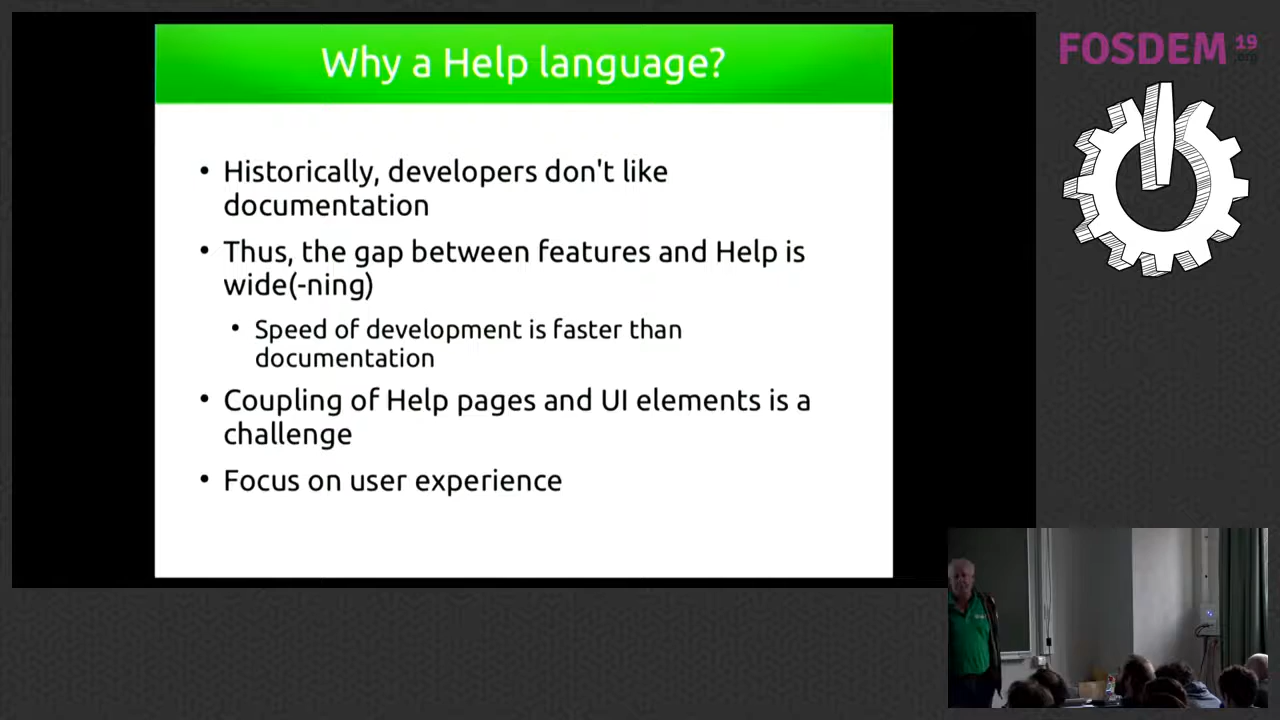 Why a Help language?
• Historically, developers don't like
documentation
• Thus, the gap between features and Help is
wide(-ning)
• Speed of development is faster than
documentation
• Coupling of Help pages and UI elements is a
challenge
• Focus on user experience
FOSDEM 19
.org